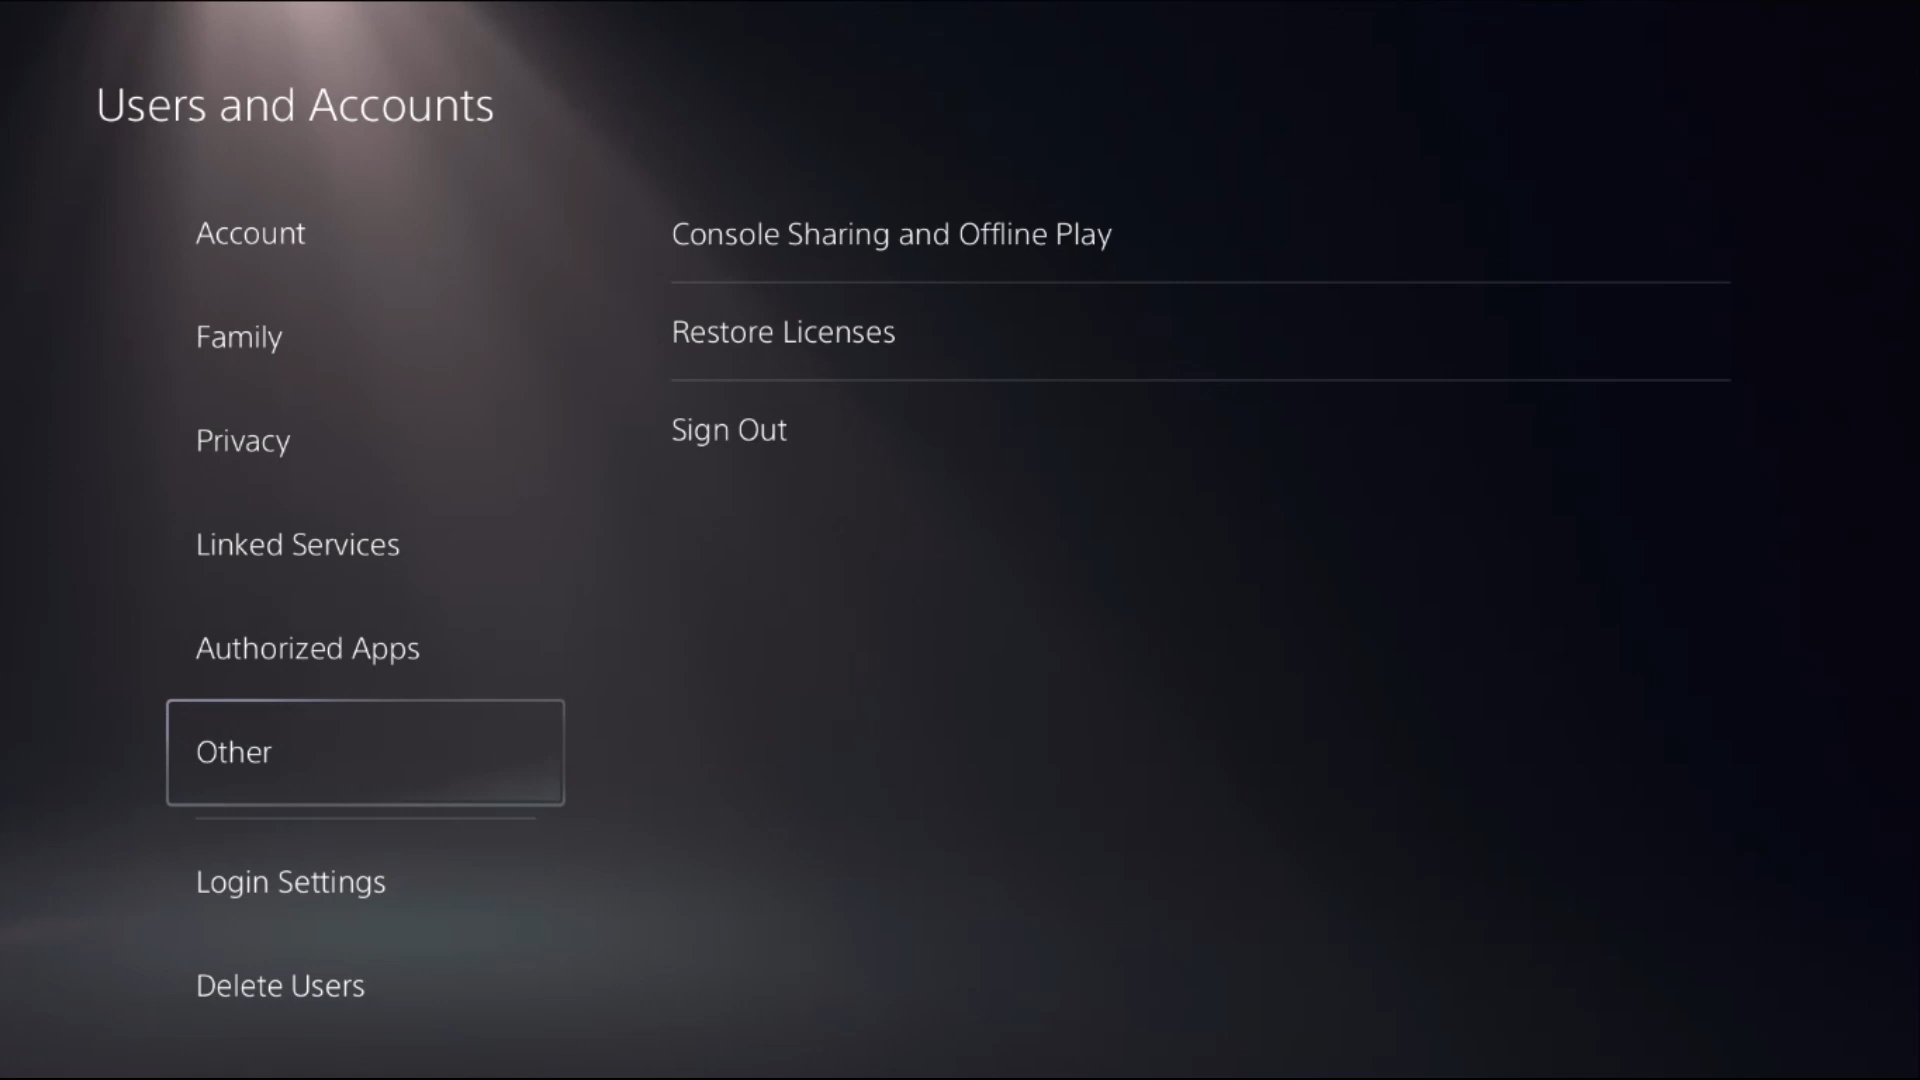 Users and Accounts
Account
Family
Privacy
Linked Services
Authorized Apps
Other
Login Settings
Delete Users
Console Sharing and Offline Play
Restore Licenses
Sign Out